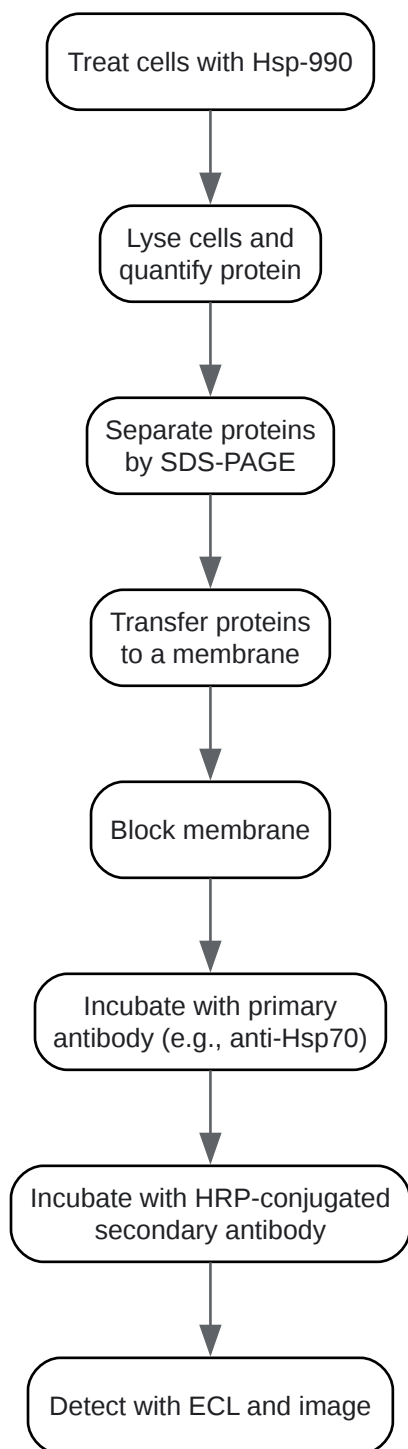 Treat cells with Hsp-990
Lyse cells and
quantify protein
Separate proteins
by SDS-PAGE
Transfer proteins
to a membrane
Block membrane
Incubate with primary
antibody (e.g., anti-Hsp70)
Incubate with HRP-conjugated
secondary antibody
Detect with ECL and image